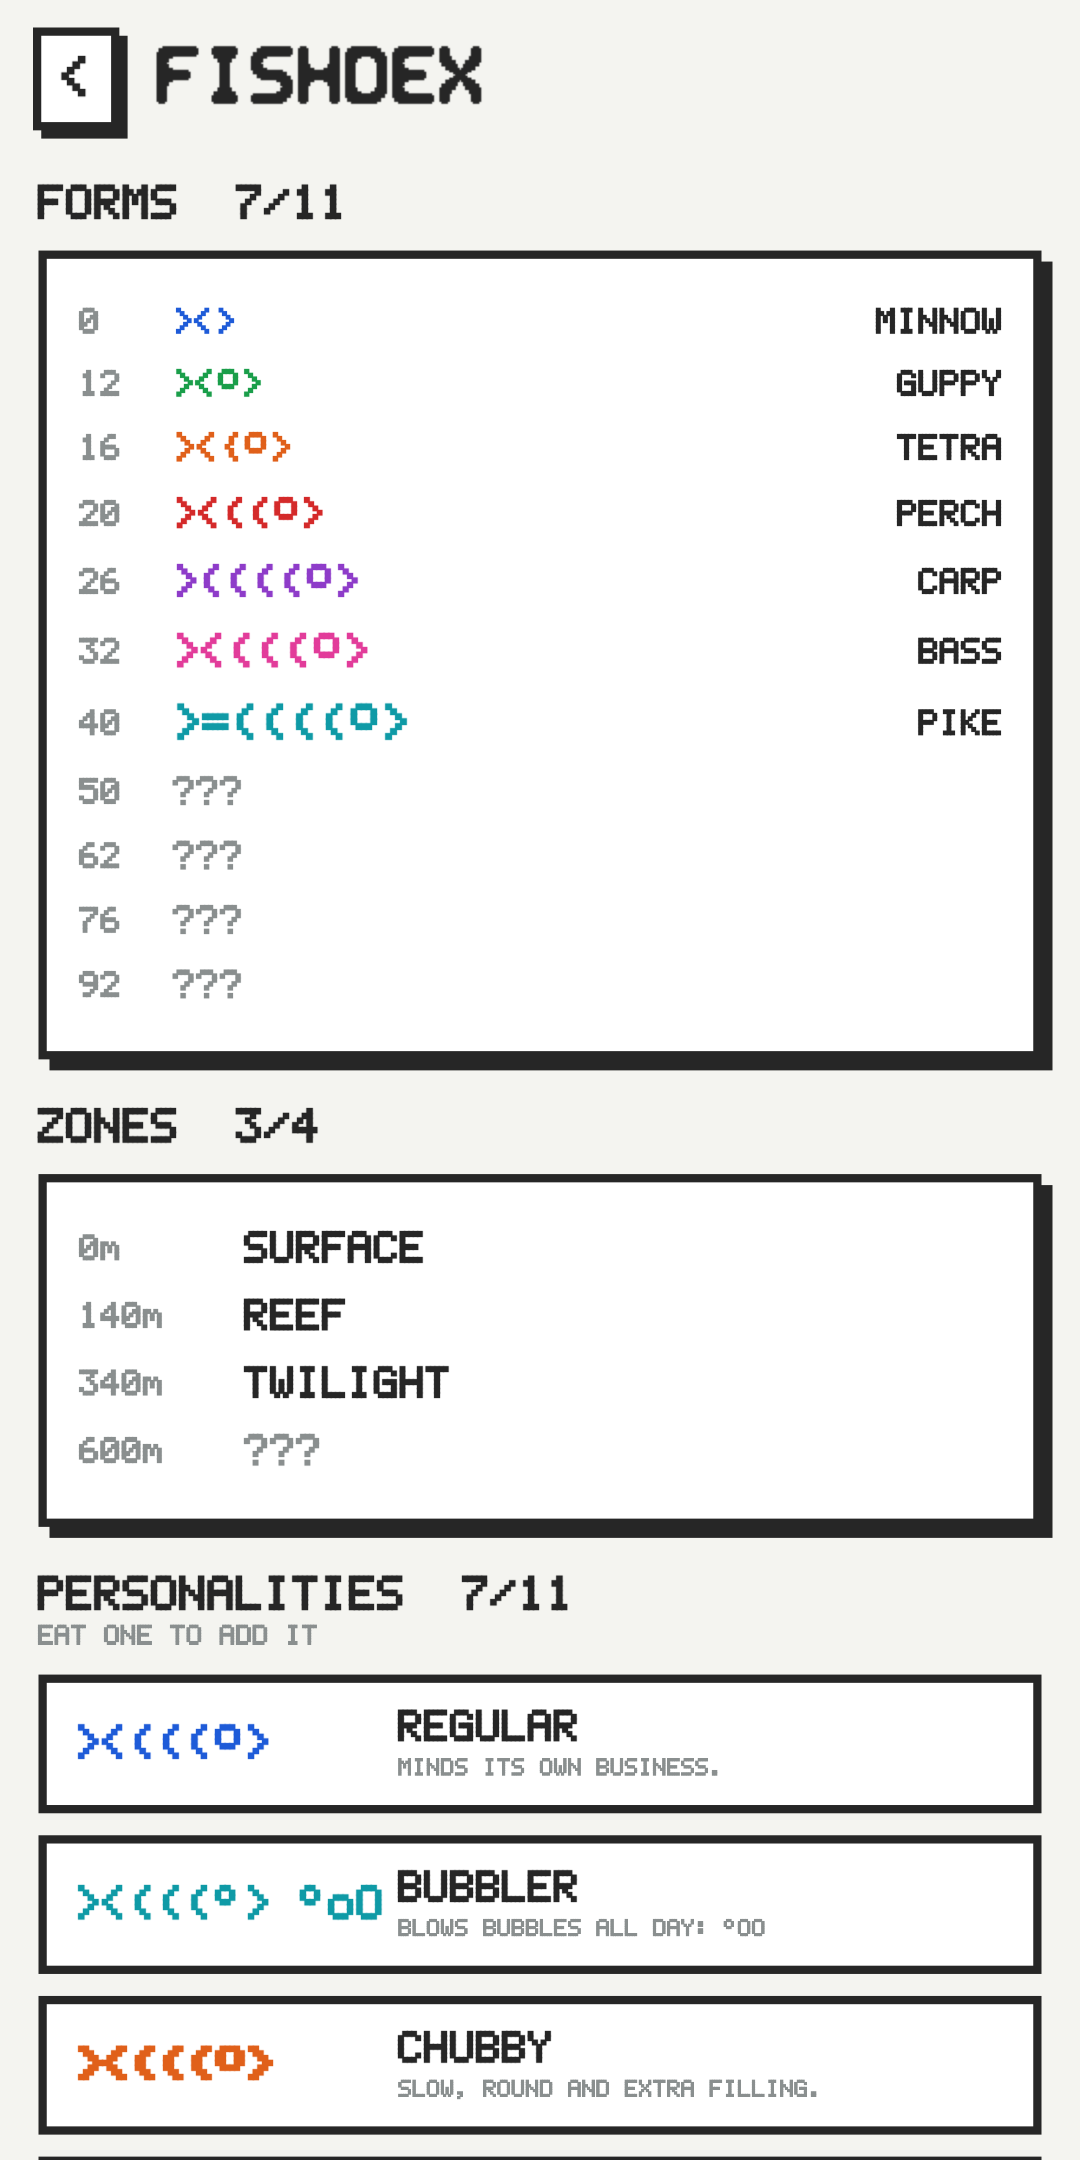 <
FISHDEX
FORMS 7/11
0 ><> MINNOW
12 ><º> GUPPY
16 ><{º> TETRA
20 ><((º> PERCH
26 >((((º> CARP
32 ><(((º> BASS
40 >=((((º> PIKE
50 ???
62 ???
76 ???
92 ???
ZONES 3/4
0m SURFACE
140m REEF
340m TWILIGHT
600m ???
PERSONALITIES 7/11
EAT ONE TO ADD IT
><(((º> REGULAR
MINDS ITS OWN BUSINESS.
><(((°> °oO BUBBLER
BLOWS BUBBLES ALL DAY: °OO
><(((º> CHUBBY
SLOW, ROUND AND EXTRA FILLING.